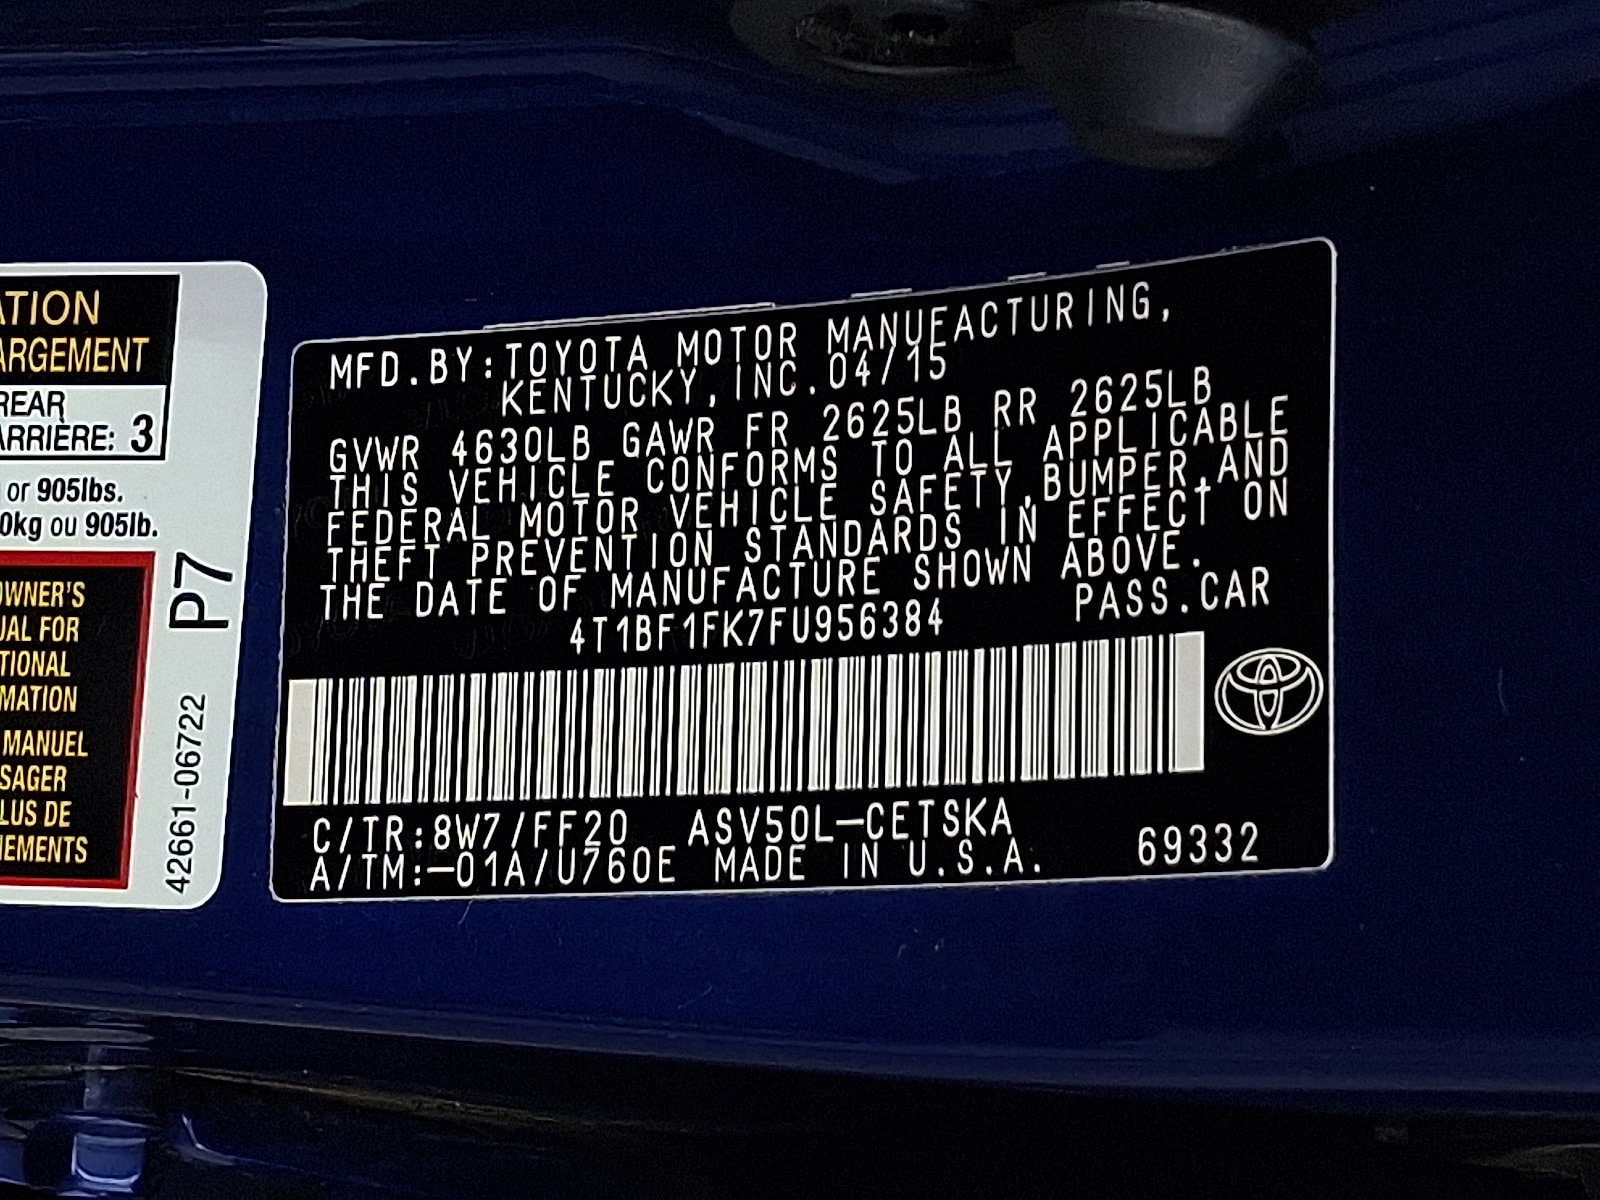 ATION
ARGEMENT
REAR
ARRIÈRE: 3
or 905lbs.
0kg ou 905lb.
OWNER'S
UAL FOR
TIONAL
MATION
MANUEL
SAGER
LUS DE
NEMENTS
P7
42661-06722
MFD.BY:TOYOTA MOTOR MANUFACTURING,
KENTUCKY,INC.04/15
GVWR 4630LB GAWR FR 2625LB RR 2625LB
THIS VEHICLE CONFORMS TO ALL APPLICABLE
FEDERAL MOTOR VEHICLE SAFETY,BUMPER,AND
THEFT PREVENTION STANDARDS IN EFFECT ON
THE DATE OF MANUFACTURE SHOWN ABOVE.
4T1BF1FK7FU956384 PASS.CAR
C/TR:8W7/FF20 ASV50L-CETSKA
A/TM:-01A/U760E MADE IN U.S.A. 69332